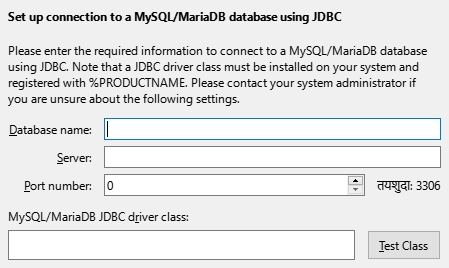 Set up connection to a MySQL/MariaDB database using JDBC
Please enter the required information to connect to a MySQL/MariaDB database
using JDBC. Note that a JDBC driver class must be installed on your system and
registered with %PRODUCTNAME. Please contact your system administrator if
you are unsure about the following settings.
Database name:
Server:
Port number: 0 तयशुदा: 3306
MySQL/MariaDB JDBC driver class:
Test Class